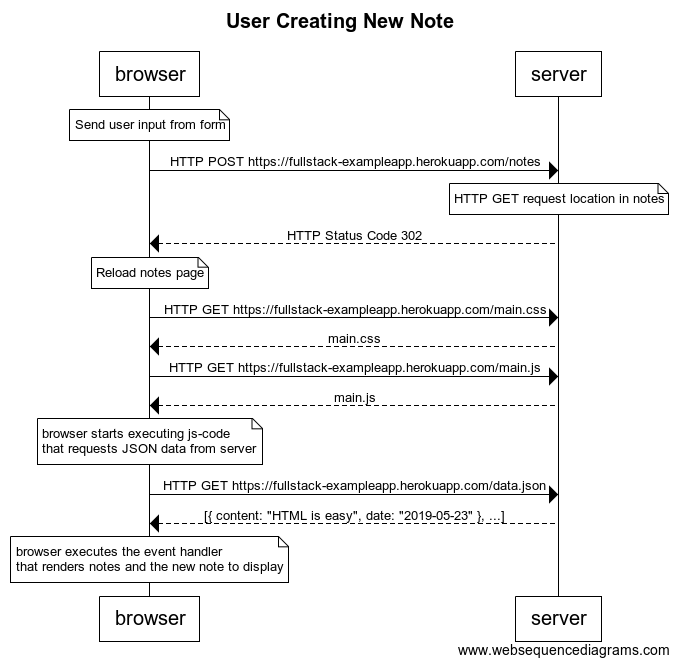 User Creating New Note
browser
server
Send user input from form
HTTP POST https://fullstack-exampleapp.herokuapp.com/notes
HTTP GET request location in notes
HTTP Status Code 302
Reload notes page
HTTP GET https://fullstack-exampleapp.herokuapp.com/main.css
main.css
HTTP GET https://fullstack-exampleapp.herokuapp.com/main.js
main.js
browser starts executing js-code
that requests JSON data from server
HTTP GET https://fullstack-exampleapp.herokuapp.com/data.json
[{ content: "HTML is easy", date: "2019-05-23" }, ...]
browser executes the event handler
that renders notes and the new note to display
browser
server
www.websequencediagrams.com